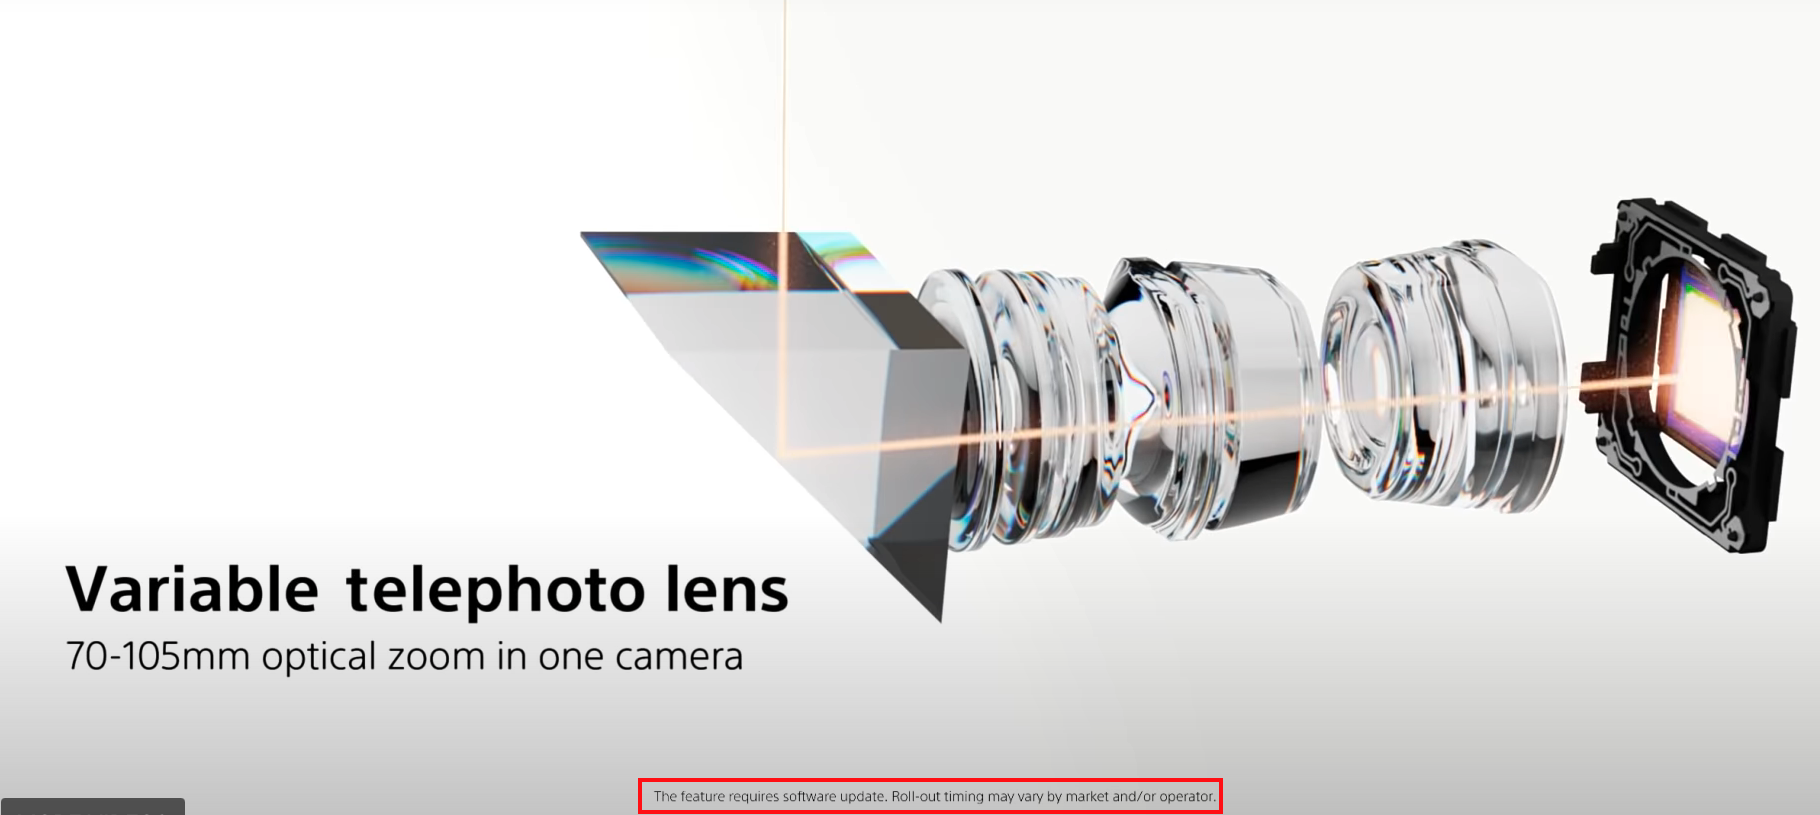 Variable telephoto lens
70-105mm optical zoom in one camera
The feature requires software update. Roll-out timing may vary by market and/or operator.